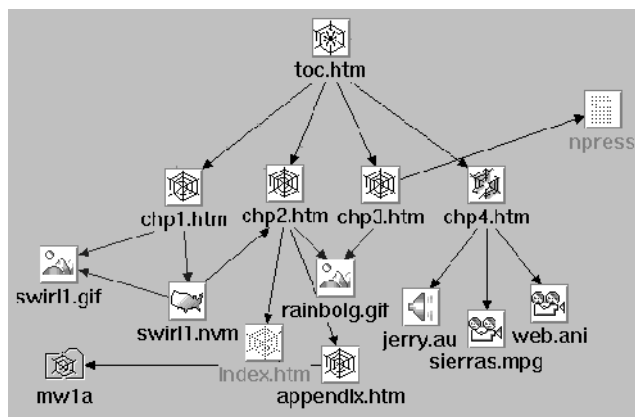 toc.htm
npress
chp1.htm
chp2.htm
chp3.htm
chp4.htm
swirl1.gif
swirl1.nvm
rainbolg.gif
jerry.au
web.ani
sierras.mpg
index.htm
mw1a
appendix.htm